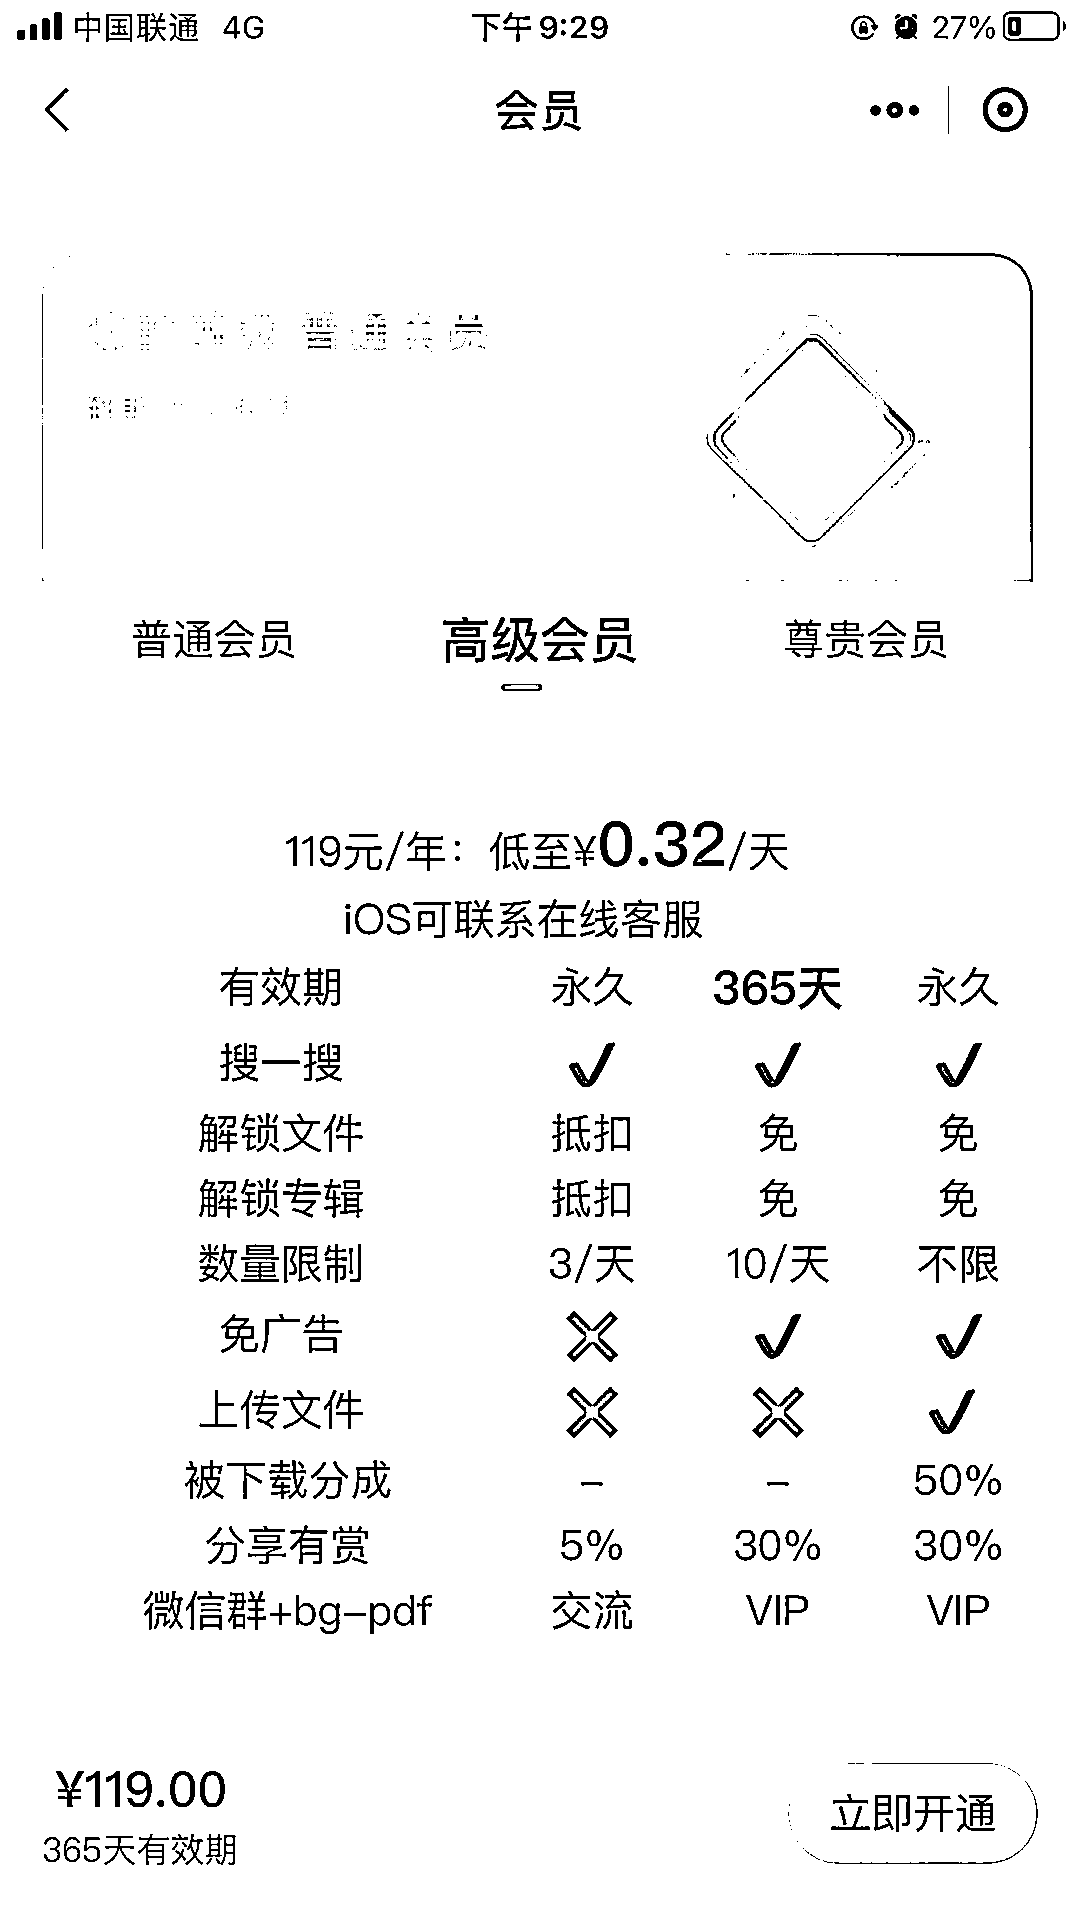 中国联通 4G 下午9:29 27%
会员
普通会员
普通会员 高级会员 尊贵会员
119元/年：低至¥0.32/天
iOS可联系在线客服
有效期 永久 365天 永久
搜一搜
解锁文件 抵扣 免 免
解锁专辑 抵扣 免 免
数量限制 3/天 10/天 不限
免广告
上传文件
被下载分成 – – 50%
分享有赏 5% 30% 30%
微信群+bg-pdf 交流 VIP VIP
¥119.00
立即开通
365天有效期